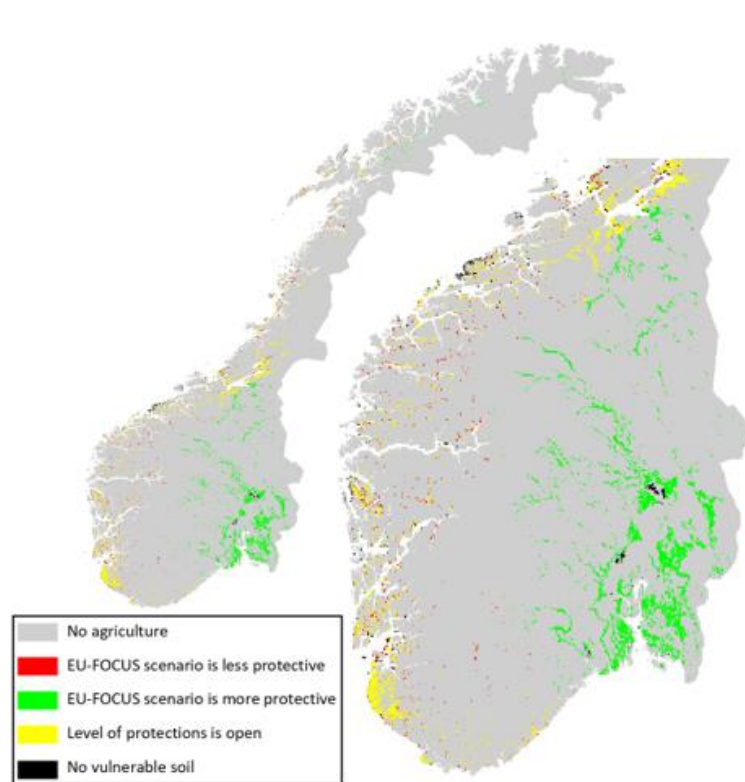 No agriculture
EU-FOCUS scenario is less protective
EU-FOCUS scenario is more protective
Level of protections is open
No vulnerable soil